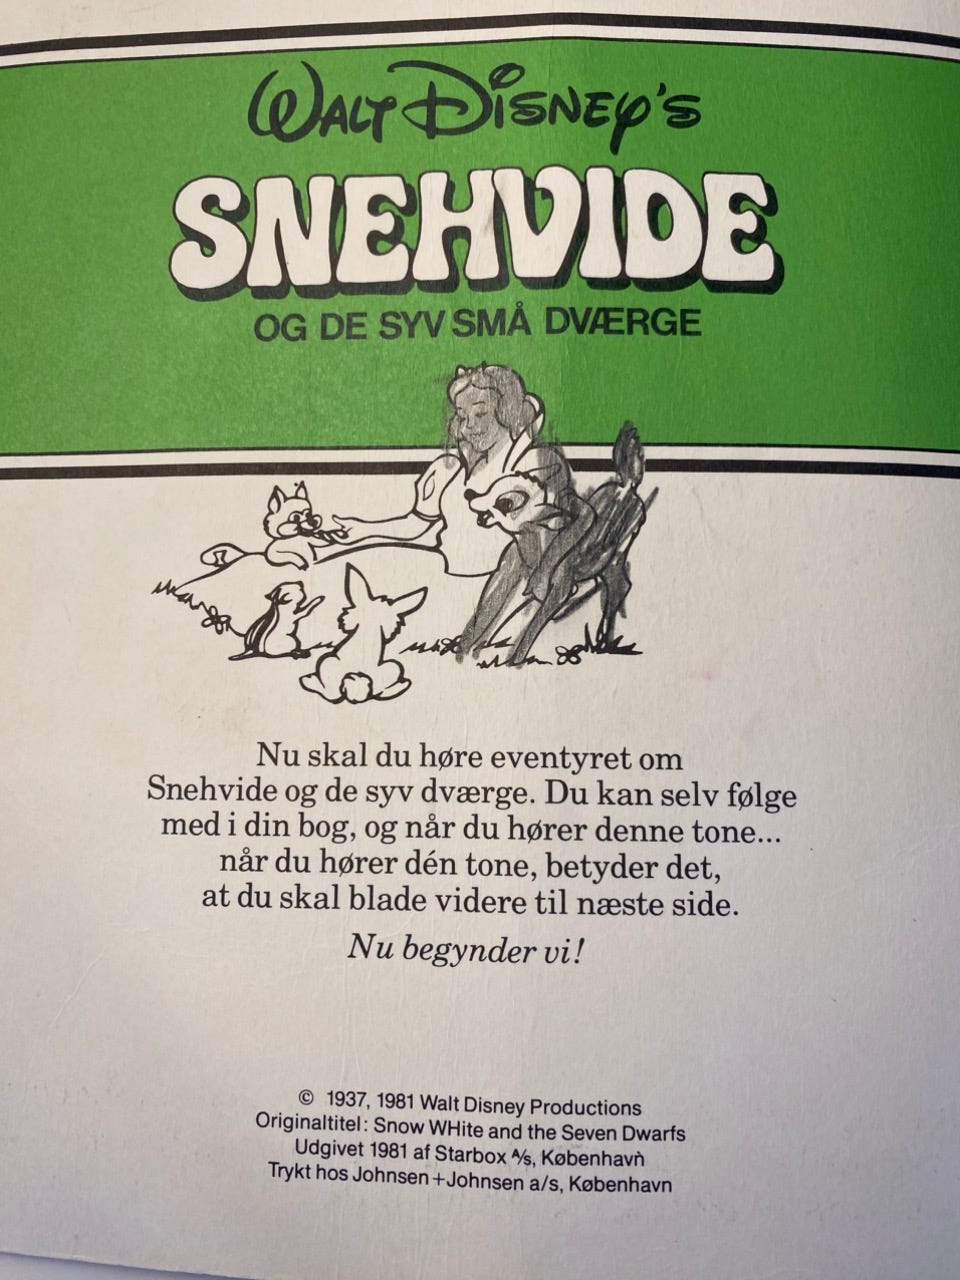 WALT DISNEY'S
SNEHVIDE
OG DE SYV SMÅ DVÆRGE
Nu skal du høre eventyret om
Snehvide og de syv dværge. Du kan selv følge
med i din bog, og når du hører denne tone...
når du hører dén tone, betyder det,
at du skal blade videre til næste side.
Nu begynder vi!
© 1937, 1981 Walt Disney Productions
Originaltitel: Snow WHite and the Seven Dwarfs
Udgivet 1981 af Starbox A/S, København
Trykt hos Johnsen+Johnsen a/s, København